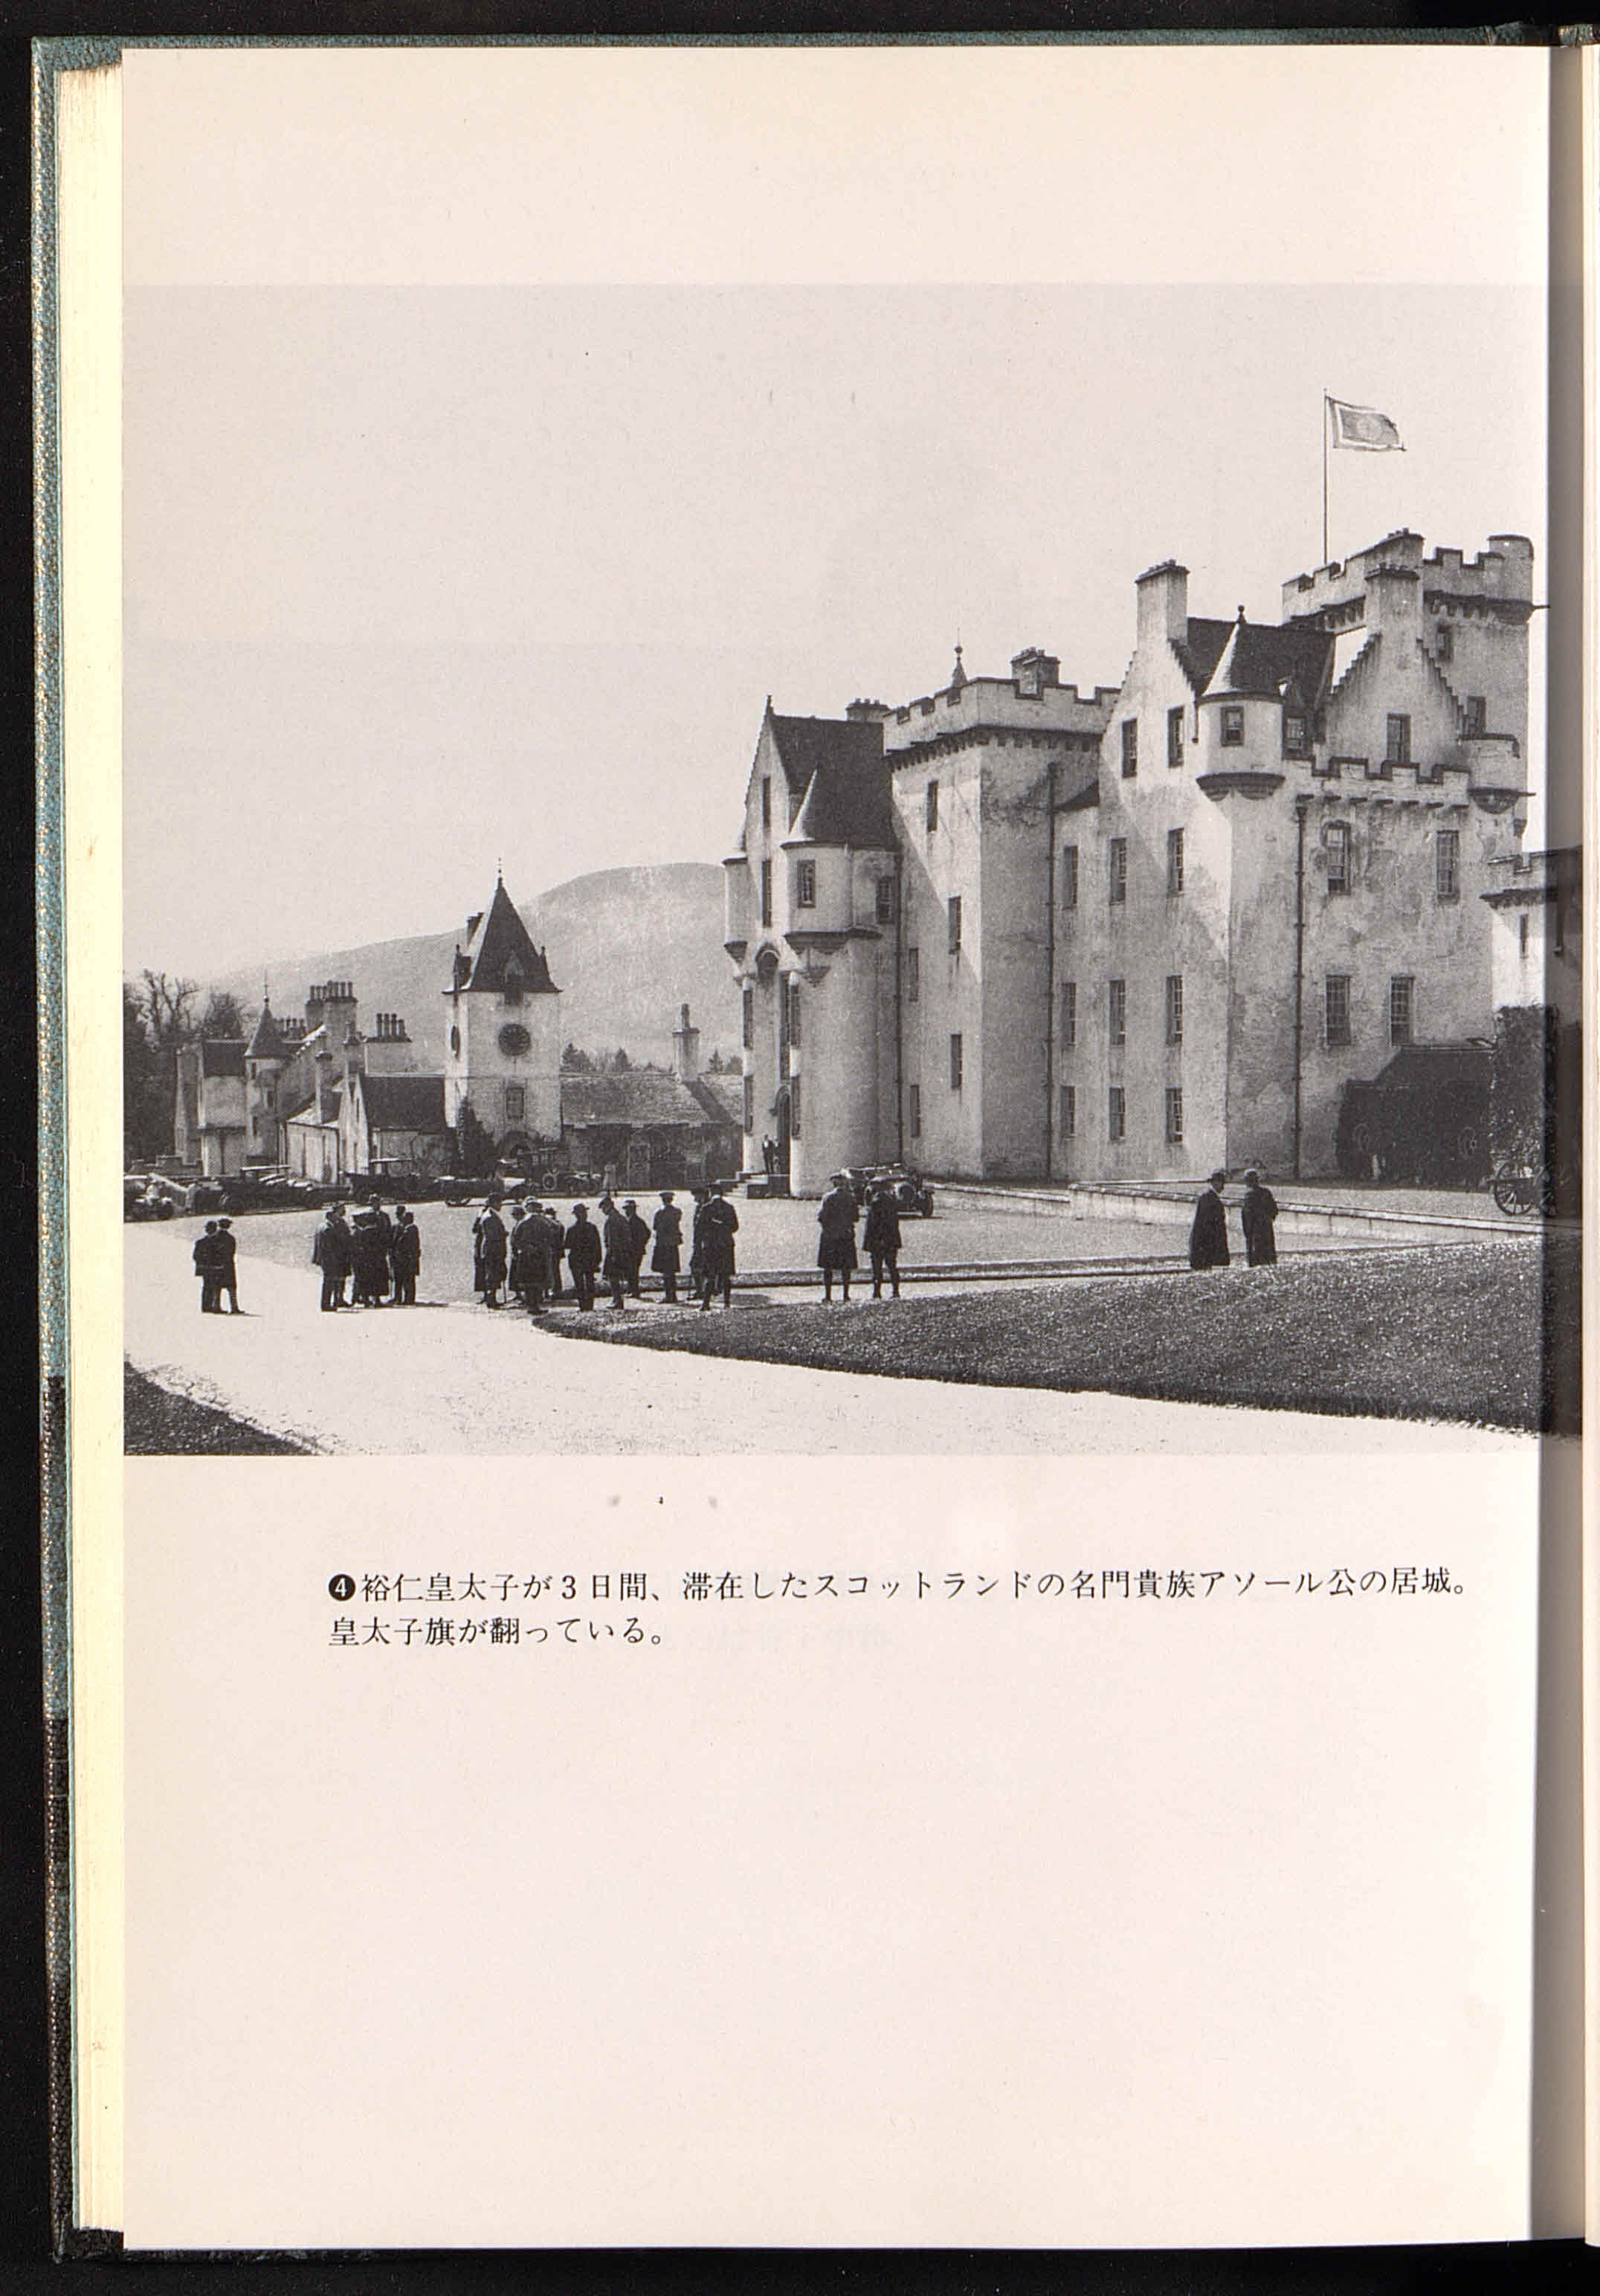 ❹裕仁皇太子が3日間、滞在したスコットランドの名門貴族アソール公の居城。
皇太子旗が翻っている。